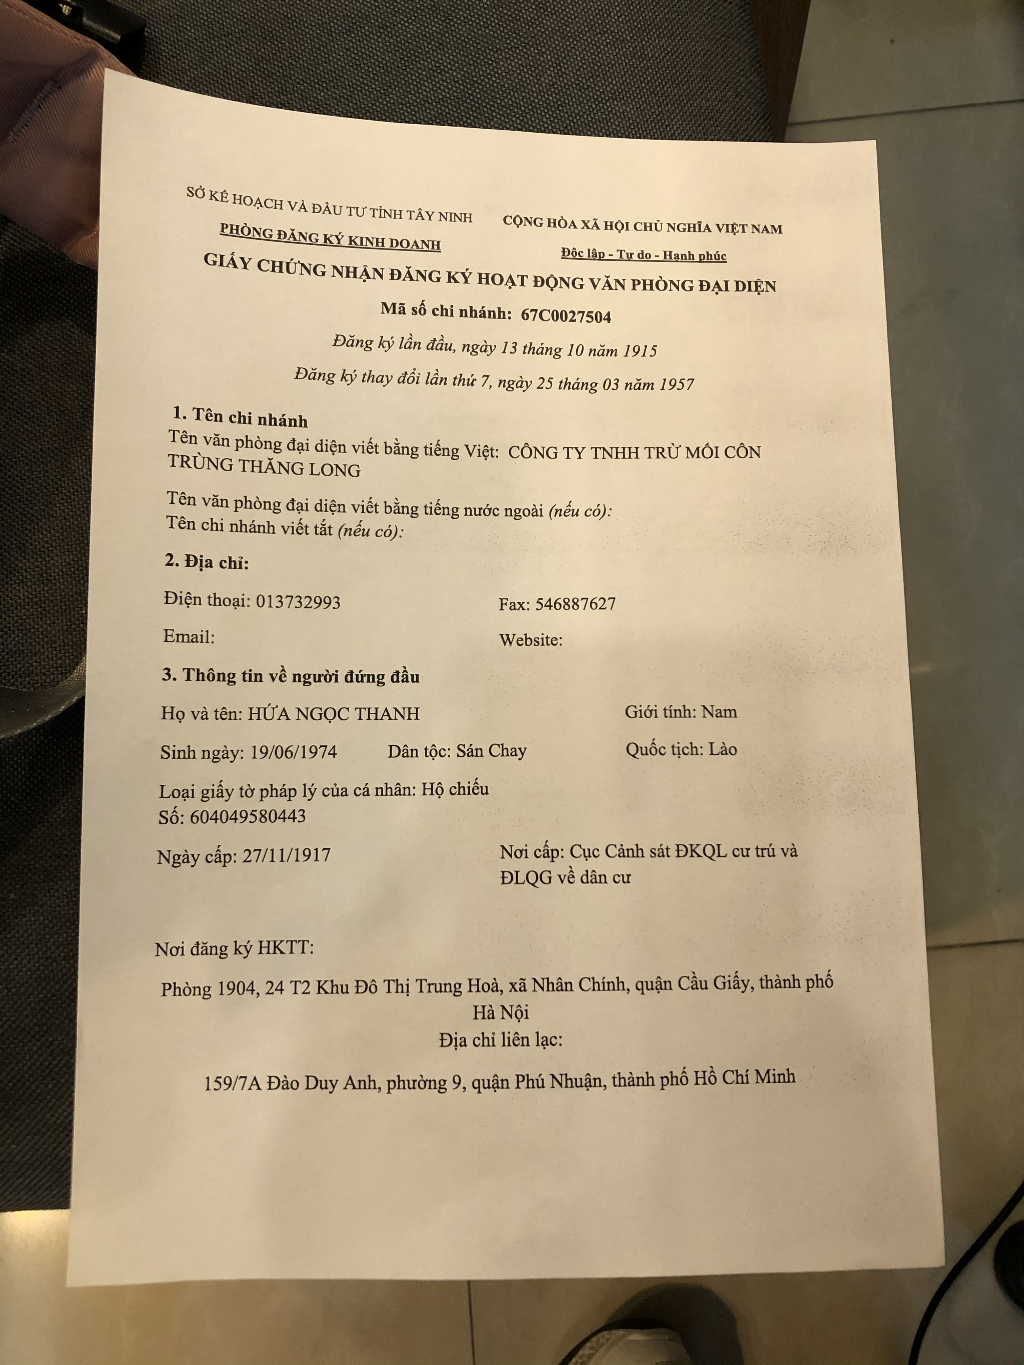 SỞ KẾ HOẠCH VÀ ĐẦU TƯ TỈNH TÂY NINH
PHÒNG ĐĂNG KÝ KINH DOANH
CỘNG HÒA XÃ HỘI CHỦ NGHĨA VIỆT NAM
Độc lập - Tự do - Hạnh phúc
GIẤY CHỨNG NHẬN ĐĂNG KÝ HOẠT ĐỘNG VĂN PHÒNG ĐẠI DIỆN
Mã số chi nhánh: 67C0027504
Đăng ký lần đầu, ngày 13 tháng 10 năm 1915
Đăng ký thay đổi lần thứ 7, ngày 25 tháng 03 năm 1957
1. Tên chi nhánh
Tên văn phòng đại diện viết bằng tiếng Việt: CÔNG TY TNHH TRỪ MỐI CÔN
TRÙNG THĂNG LONG
Tên văn phòng đại diện viết bằng tiếng nước ngoài (nếu có):
Tên chi nhánh viết tắt (nếu có):
2. Địa chỉ:
Điện thoại: 013732993 Fax: 546887627
Email: Website:
3. Thông tin về người đứng đầu
Họ và tên: HỨA NGỌC THANH Giới tính: Nam
Sinh ngày: 19/06/1974 Dân tộc: Sán Chay Quốc tịch: Lào
Loại giấy tờ pháp lý của cá nhân: Hộ chiếu
Số: 604049580443
Ngày cấp: 27/11/1917 Nơi cấp: Cục Cảnh sát ĐKQL cư trú và
ĐLQG về dân cư
Nơi đăng ký HKTT:
Phòng 1904, 24 T2 Khu Đô Thị Trung Hoà, xã Nhân Chính, quận Cầu Giấy, thành phố
Hà Nội
Địa chỉ liên lạc:
159/7A Đào Duy Anh, phường 9, quận Phú Nhuận, thành phố Hồ Chí Minh